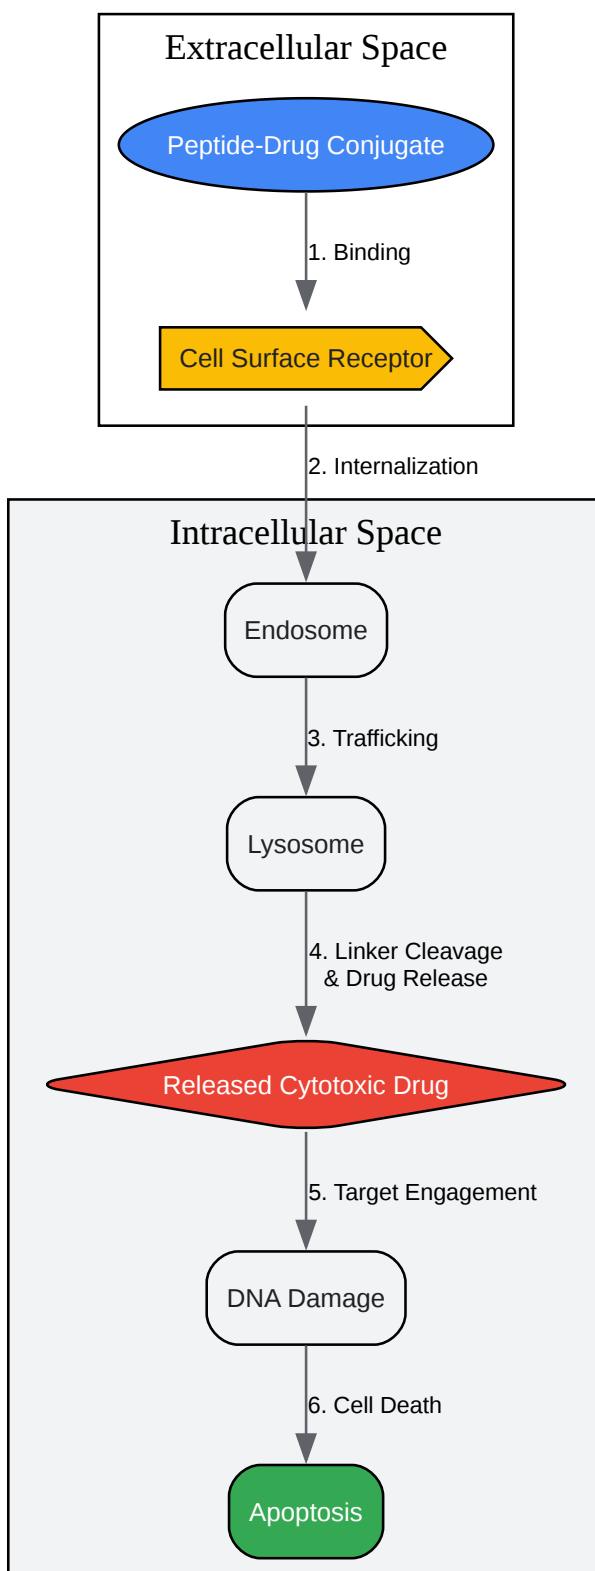 Extracellular Space
Peptide-Drug Conjugate
1. Binding
Cell Surface Receptor
2. Internalization
Intracellular Space
Endosome
3. Trafficking
Lysosome
4. Linker Cleavage
& Drug Release
Released Cytotoxic Drug
5. Target Engagement
DNA Damage
6. Cell Death
Apoptosis